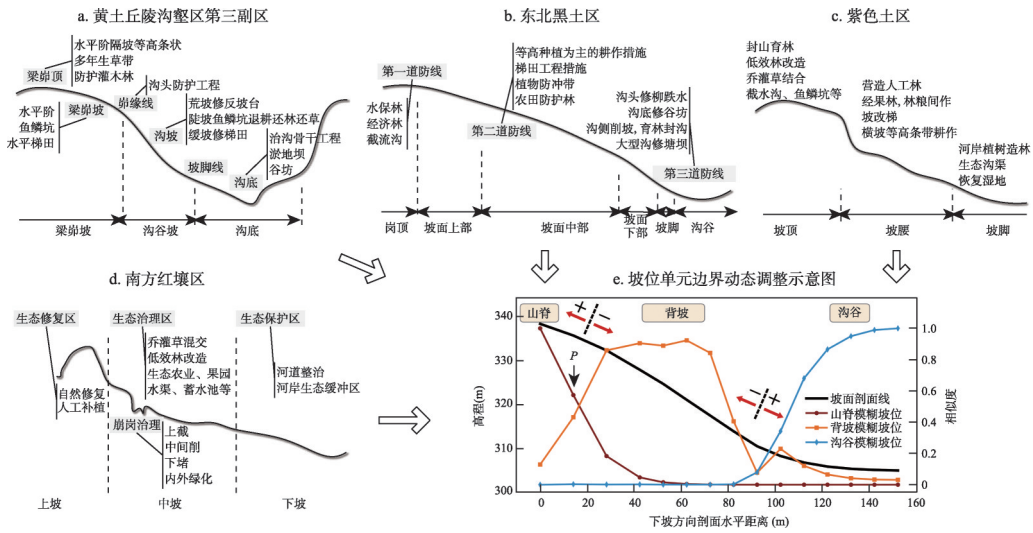 a. 黄土丘陵沟壑区第三副区
水平阶隔坡等高条状
多年生草带
防护灌木林
梁峁顶
峁缘线
沟头防护工程
水平阶
鱼鳞坑
水平梯田
梁峁坡
荒坡修反坡台
陡坡鱼鳞坑退耕还林还草
缓坡修梯田
沟坡
治沟骨干工程
淤地坝
谷坊
坡脚线
沟底
梁峁坡
沟谷坡
沟底
b. 东北黑土区
等高种植为主的耕作措施
梯田工程措施
植物防冲带
农田防护林
第一道防线
水保林
经济林
截流沟
第二道防线
沟头修柳跌水
沟底修谷坊
沟侧削坡, 育林封沟
大型沟修塘坝
第三道防线
岗顶
坡面上部
坡面中部
坡面
下部
坡脚
沟谷
c. 紫色土区
封山育林
低效林改造
乔灌草结合
截水沟、鱼鳞坑等
营造人工林
经果林, 林粮间作
坡改梯
横坡等高条带耕作
河岸植树造林
生态沟渠
恢复湿地
坡顶
坡腰
坡脚
d. 南方红壤区
生态修复区
生态治理区
生态保护区
乔灌草混交
低效林改造
生态农业、果园
水渠、蓄水池等
河道整治
河岸生态缓冲区
自然修复
人工补植
崩岗治理
上截
中间削
下堵
内外绿化
上坡
中坡
下坡
e. 坡位单元边界动态调整示意图
山脊
背坡
沟谷
+
−
P
−
+
坡面剖面线
山脊模糊坡位
背坡模糊坡位
沟谷模糊坡位
高程(m)
340
330
320
310
300
相似度
1.0
0.8
0.6
0.4
0.2
0
0 20 40 60 80 100 120 140 160
下坡方向剖面水平距离 (m)